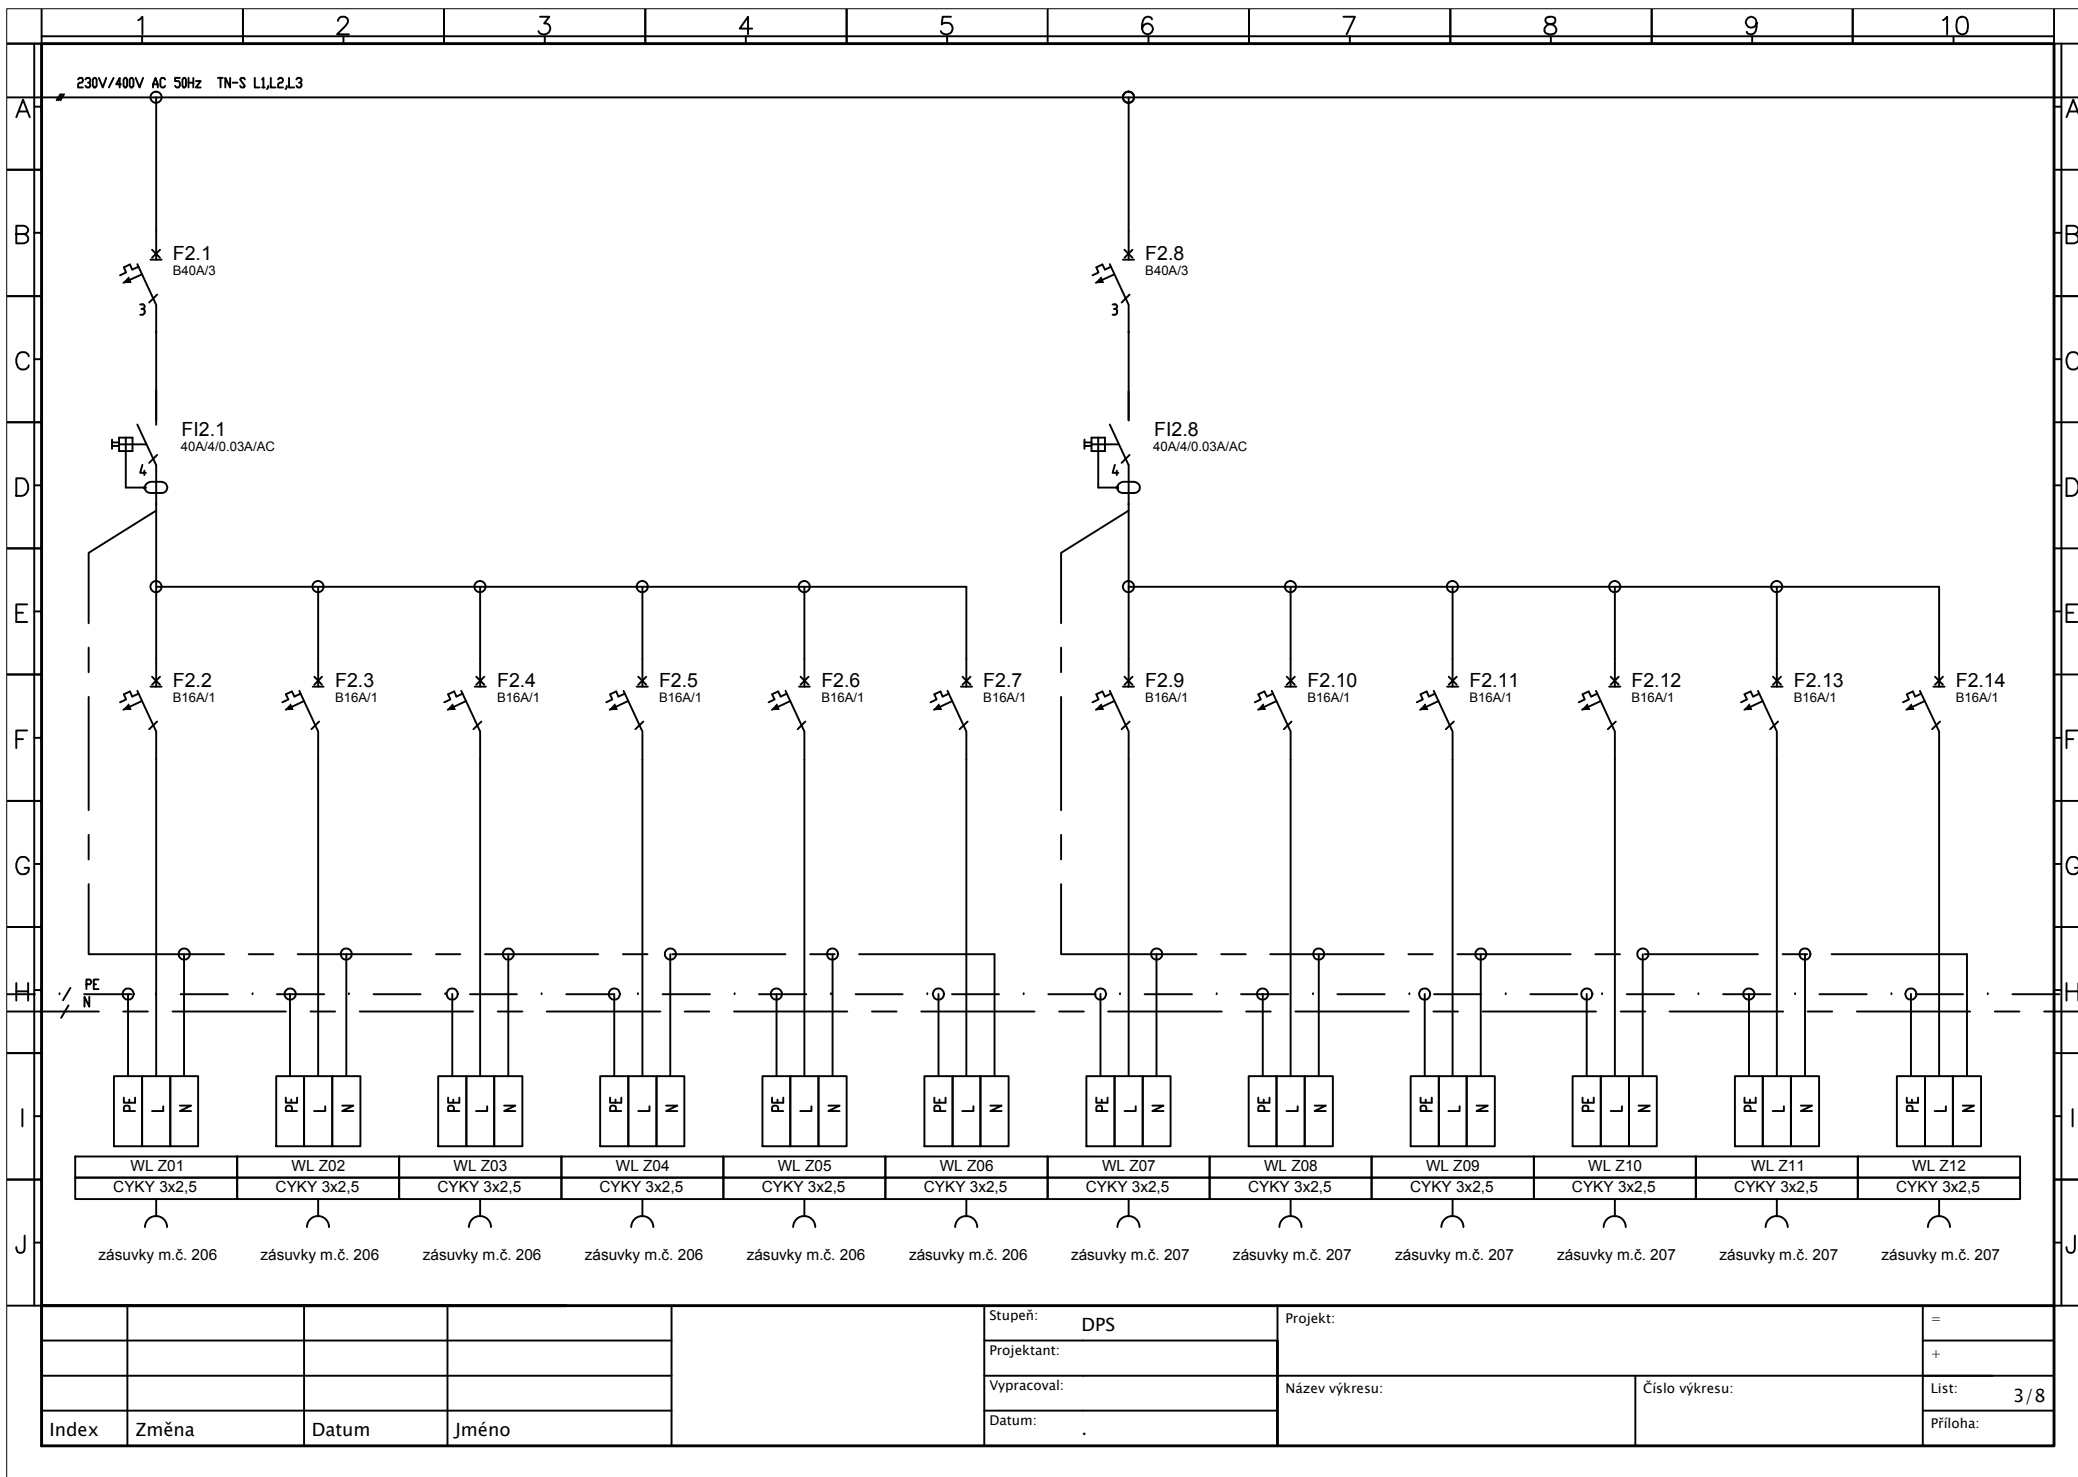 1 2 3 4 5 6 7 8 9 10
230V/400V AC 50Hz TN-S L1,L2,L3
A A
B B
F2.1 F2.8
B40A/3 B40A/3
3 3
C C
FI2.1 FI2.8
40A/4/0.03A/AC 40A/4/0.03A/AC
4 4
D D
E E
F2.2 F2.3 F2.4 F2.5 F2.6 F2.7 F2.9 F2.10 F2.11 F2.12 F2.13 F2.14
B16A/1 B16A/1 B16A/1 B16A/1 B16A/1 B16A/1 B16A/1 B16A/1 B16A/1 B16A/1 B16A/1 B16A/1
F F
G G
PE
H H
N
PE L N PE L N PE L N PE L N PE L N PE L N PE L N PE L N PE L N PE L N PE L N PE L N
I I
WL Z01 WL Z02 WL Z03 WL Z04 WL Z05 WL Z06 WL Z07 WL Z08 WL Z09 WL Z10 WL Z11 WL Z12
CYKY 3x2,5 CYKY 3x2,5 CYKY 3x2,5 CYKY 3x2,5 CYKY 3x2,5 CYKY 3x2,5 CYKY 3x2,5 CYKY 3x2,5 CYKY 3x2,5 CYKY 3x2,5 CYKY 3x2,5 CYKY 3x2,5
J J
zásuvky m.č. 206 zásuvky m.č. 206 zásuvky m.č. 206 zásuvky m.č. 206 zásuvky m.č. 206 zásuvky m.č. 206 zásuvky m.č. 207 zásuvky m.č. 207 zásuvky m.č. 207 zásuvky m.č. 207 zásuvky m.č. 207 zásuvky m.č. 207
Stupeň: DPS Projekt: =
Projektant: +
Vypracoval: Název výkresu: Číslo výkresu: List: 3/8
Index Změna Datum Jméno Datum: . Příloha: